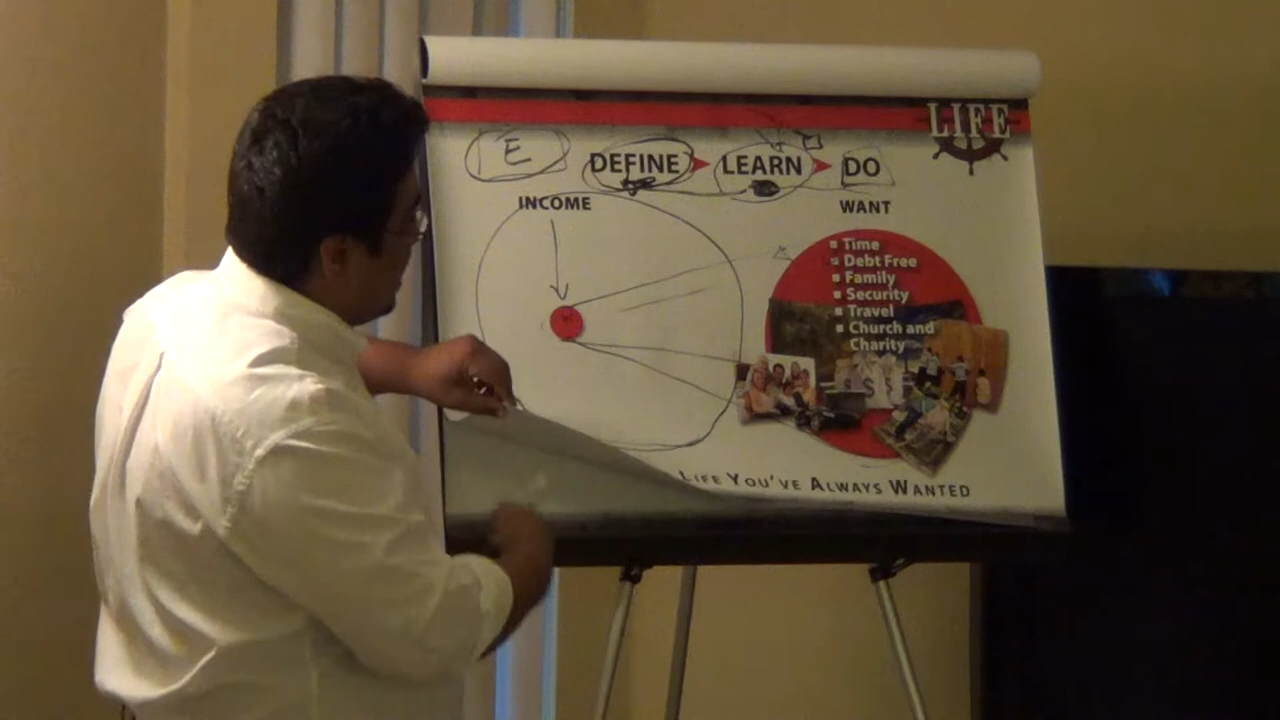 LIFE
E DEFINE LEARN DO
INCOME
WANT
Time
Debt Free
Family
Security
Travel
Church and
Charity
LIFE YOU'VE ALWAYS WANTED